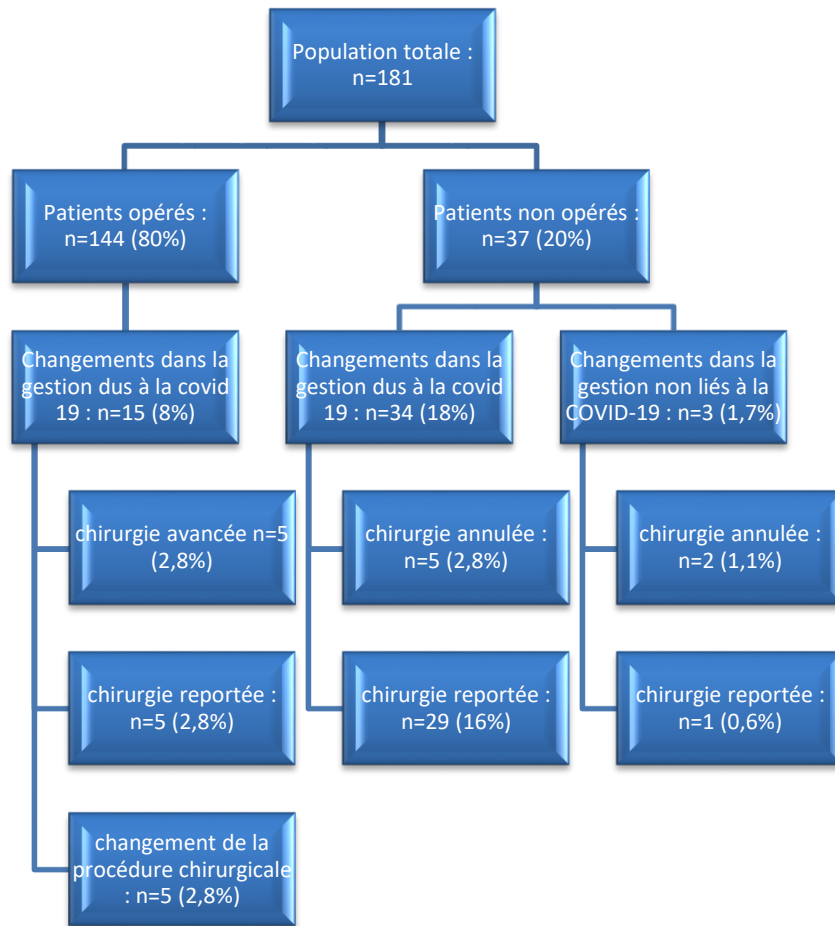 Population totale :
n=181
Patients opérés :
n=144 (80%)
Patients non opérés :
n=37 (20%)
Changements dans la
gestion dus à la covid
19 : n=15 (8%)
Changements dans la
gestion dus à la covid
19 : n=34 (18%)
Changements dans la
gestion non liés à la
COVID-19 : n=3 (1,7%)
chirurgie avancée n=5
(2,8%)
chirurgie annulée :
n=5 (2,8%)
chirurgie annulée :
n=2 (1,1%)
chirurgie reportée :
n=5 (2,8%)
chirurgie reportée :
n=29 (16%)
chirurgie reportée :
n=1 (0,6%)
changement de la
procédure chirurgicale
: n=5 (2,8%)